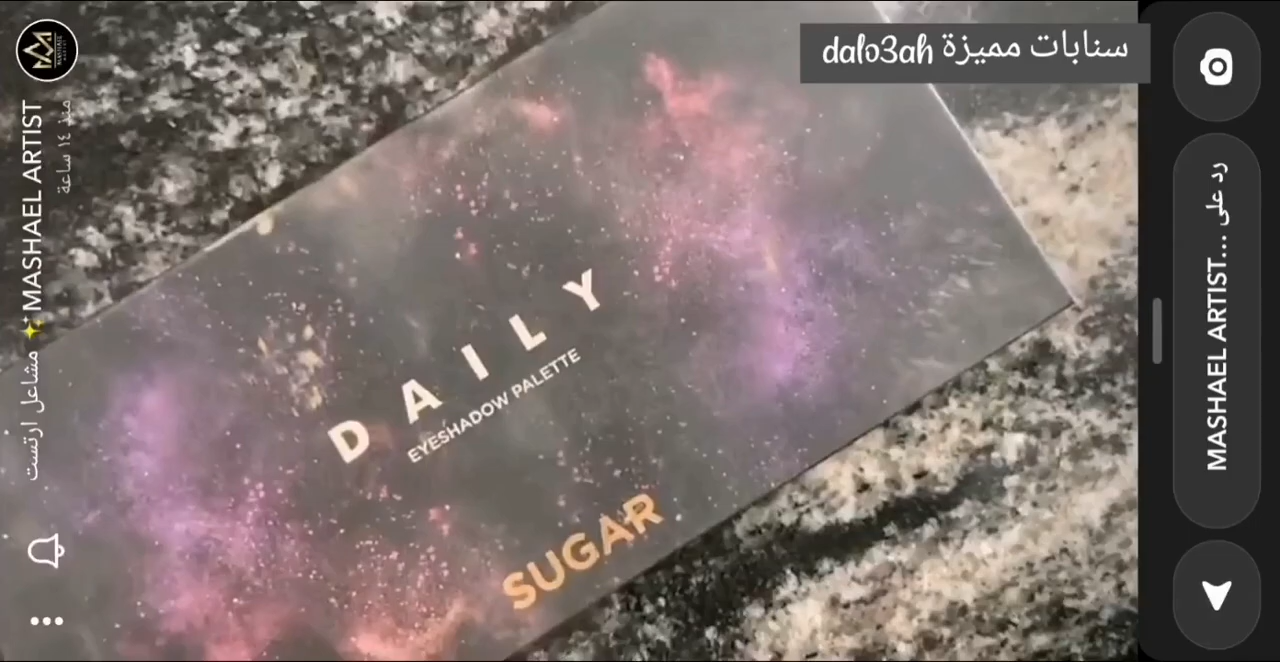 سنابات مميزة dalo3ah
MASHAEL ARTIST✨ مشاعل ارتست
منذ ١٤ ساعة
DAILY
EYESHADOW PALETTE
SUGAR
رد على MASHAEL ARTIST...